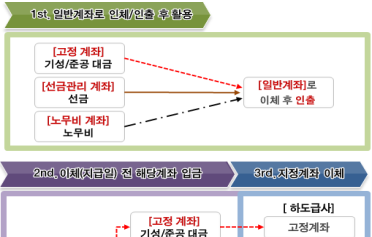 1st, 일반계좌로 인체/인출 후 활용
[고정 계좌]
기성/준공 대금
[선금관리 계좌]
선금
[노무비 계좌]
노무비
[일반계좌]로
이체 후 인출
2nd, 이체(지급일) 전 해당계좌 입금
3rd, 지정계좌 이체
[고정 계좌]
기성/준공 대금
[ 하도급사]
고정계좌